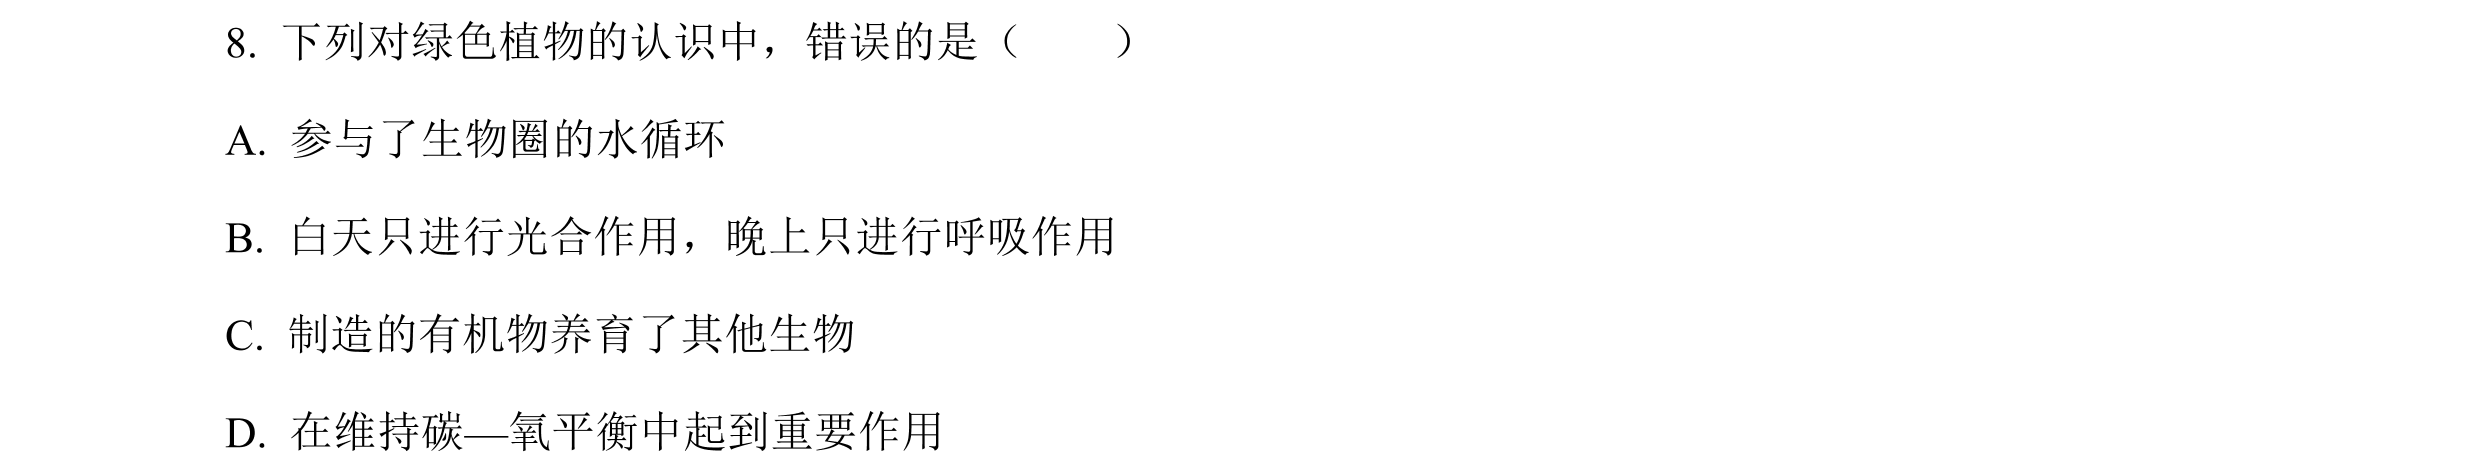 8. 下列对绿色植物的认识中，错误的是（　　）
A. 参与了生物圈的水循环
B. 白天只进行光合作用，晚上只进行呼吸作用
C. 制造的有机物养育了其他生物
D. 在维持碳—氧平衡中起到重要作用